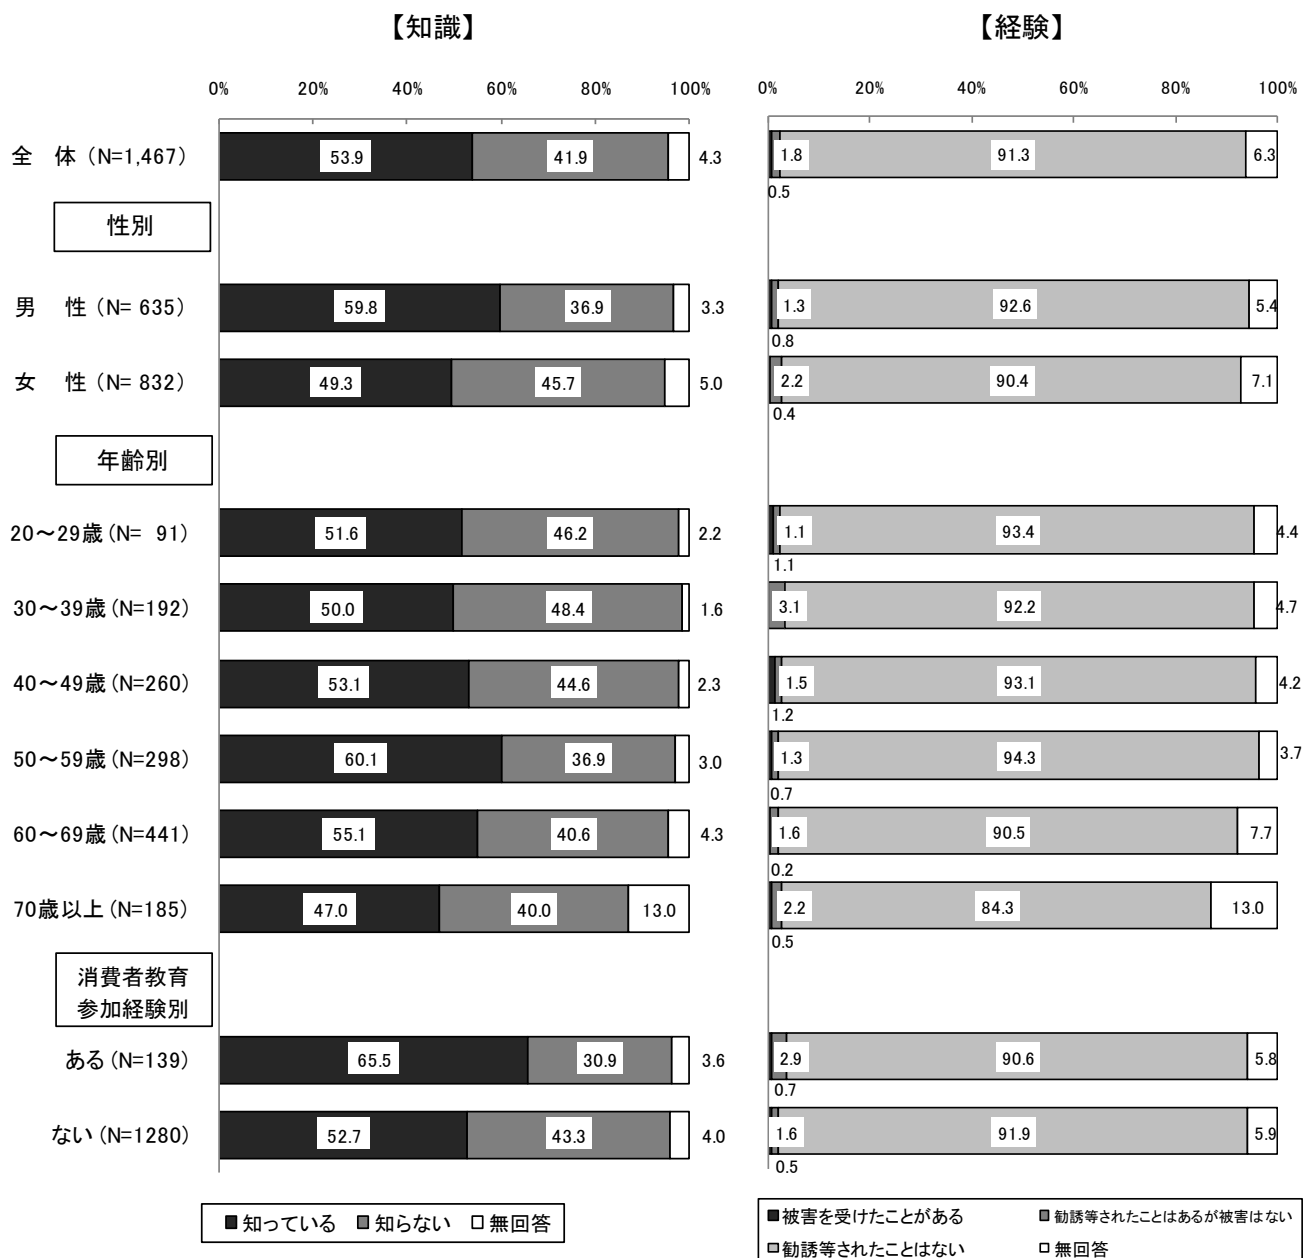 【知識】
【経験】
0% 20% 40% 60% 80% 100%
0% 20% 40% 60% 80% 100%
全　体 (N=1,467) 53.9 41.9 4.3 1.8 91.3 6.3
0.5
性別
男　性 (N= 635) 59.8 36.9 3.3 1.3 92.6 5.4
0.8
女　性 (N= 832) 49.3 45.7 5.0 2.2 90.4 7.1
0.4
年齢別
20～29歳 (N= 91) 51.6 46.2 2.2 1.1 93.4 4.4
1.1
30～39歳 (N=192) 50.0 48.4 1.6 3.1 92.2 4.7
40～49歳 (N=260) 53.1 44.6 2.3 1.5 93.1 4.2
1.2
50～59歳 (N=298) 60.1 36.9 3.0 1.3 94.3 3.7
0.7
60～69歳 (N=441) 55.1 40.6 4.3 1.6 90.5 7.7
0.2
70歳以上 (N=185) 47.0 40.0 13.0 2.2 84.3 13.0
0.5
消費者教育
参加経験別
ある (N=139) 65.5 30.9 3.6 2.9 90.6 5.8
0.7
ない (N=1280) 52.7 43.3 4.0 1.6 91.9 5.9
0.5
知っている 知らない 無回答
被害を受けたことがある 勧誘等されたことはあるが被害はない
勧誘等されたことはない 無回答